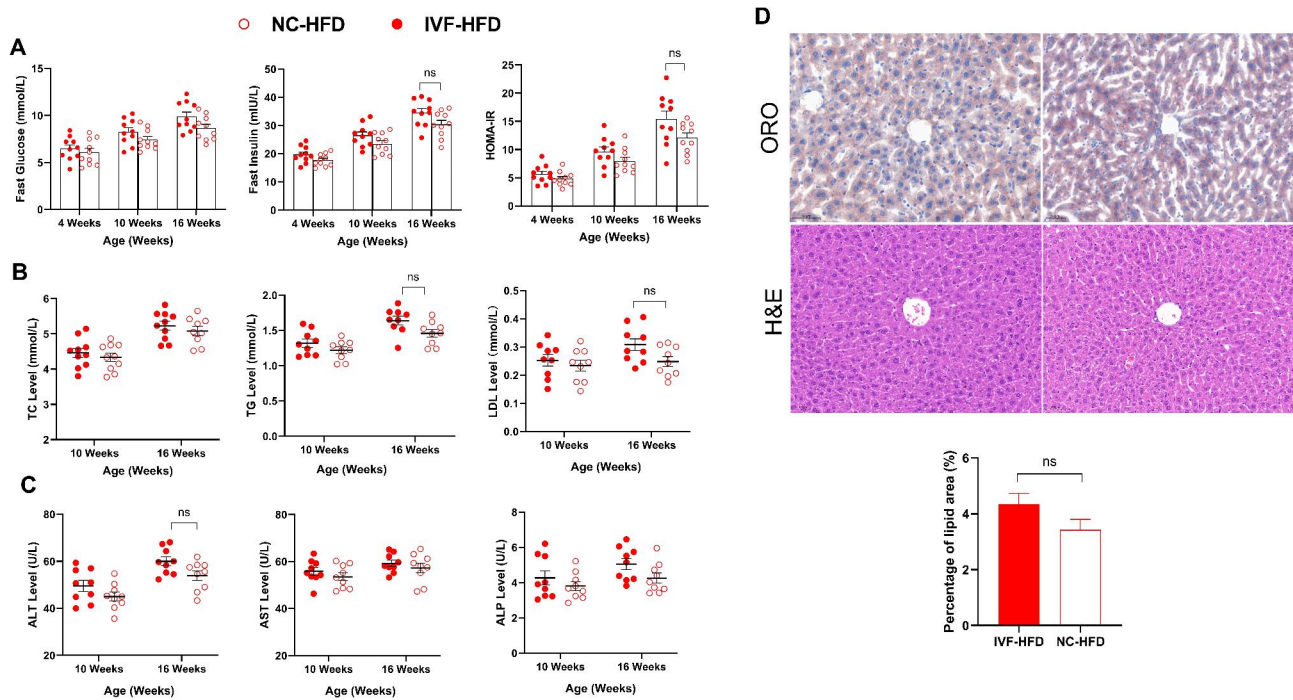 NC-HFD IVF-HFD
A
Fast Glucose (mmol/L)
15
10
5
0
4 Weeks 10 Weeks 16 Weeks
Age (Weeks)
Fast Insulin (mIU/L)
50
40
30
20
10
0
ns
4 Weeks 10 Weeks 16 Weeks
Age (Weeks)
HOMA-IR
25
20
15
10
5
0
ns
4 Weeks 10 Weeks 16 Weeks
Age (Weeks)
B
TC Level (mmol/L)
6
5
4
3
2
10 Weeks 16 Weeks
Age (Weeks)
TG Level (mmol/L)
2.0
1.5
1.0
0.5
0.0
ns
10 Weeks 16 Weeks
Age (Weeks)
LDL Level (mmol/L)
0.5
0.4
0.3
0.2
0.1
0.0
ns
10 Weeks 16 Weeks
Age (Weeks)
C
ALT Level (U/L)
80
60
40
20
ns
10 Weeks 16 Weeks
Age (Weeks)
AST Level (U/L)
80
60
40
20
10 Weeks 16 Weeks
Age (Weeks)
ALP Level (U/L)
8
6
4
2
0
10 Weeks 16 Weeks
Age (Weeks)
D
ORO
H&E
Percentage of lipid area (%)
6
4
2
0
ns
IVF-HFD NC-HFD